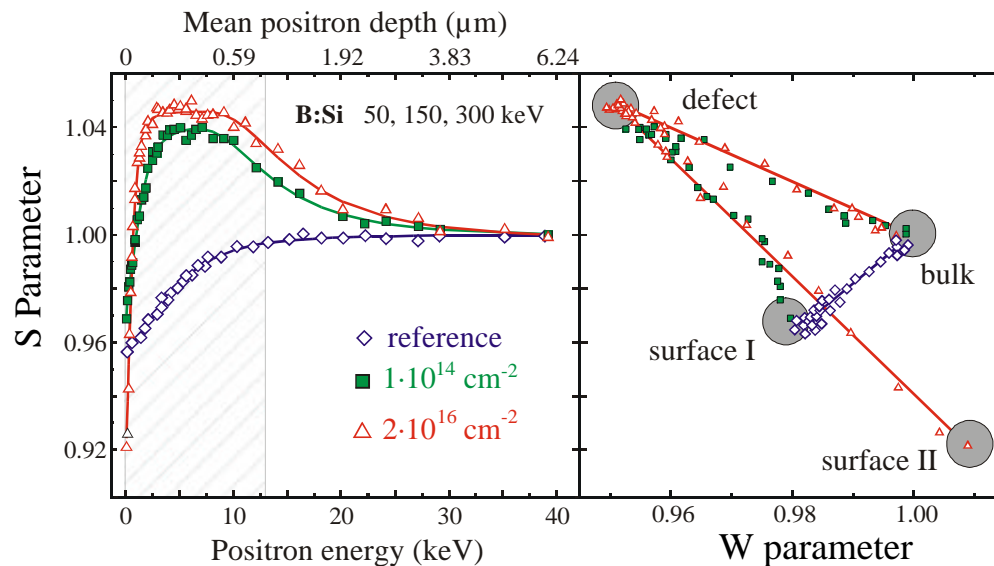 Mean positron depth (µm)
0 0.59 1.92 3.83 6.24
B:Si 50, 150, 300 keV
defect
1.04
1.00
bulk
S Parameter
0.96
reference
surface I
1·10¹⁴ cm⁻²
2·10¹⁶ cm⁻²
0.92
surface II
0 10 20 30 40
0.96 0.98 1.00
Positron energy (keV)
W parameter